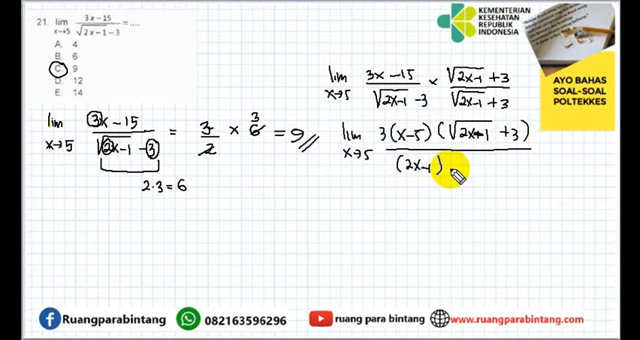 21. lim 3x−15 / √(2x−1)−3 = ....
x→5
A. 4
B. 6
C. 9
D. 12
E. 14
lim 3x − 15 / √2x−1 −3 = 3/2 × 6 3 = 9 //
x→5
2·3 = 6
lim 3x − 15 / √2x−1 − 3 × √2x−1 + 3 / √2x−1 + 3
x→5
lim 3(x−5) (√2x−1 + 3) / (2x−1)
x→5
KEMENTERIAN
KESEHATAN
REPUBLIK
INDONESIA
AYO BAHAS
SOAL-SOAL
POLTEKKES
Ruangparabintang
082163596296
ruang para bintang
www.ruangparabintang.com